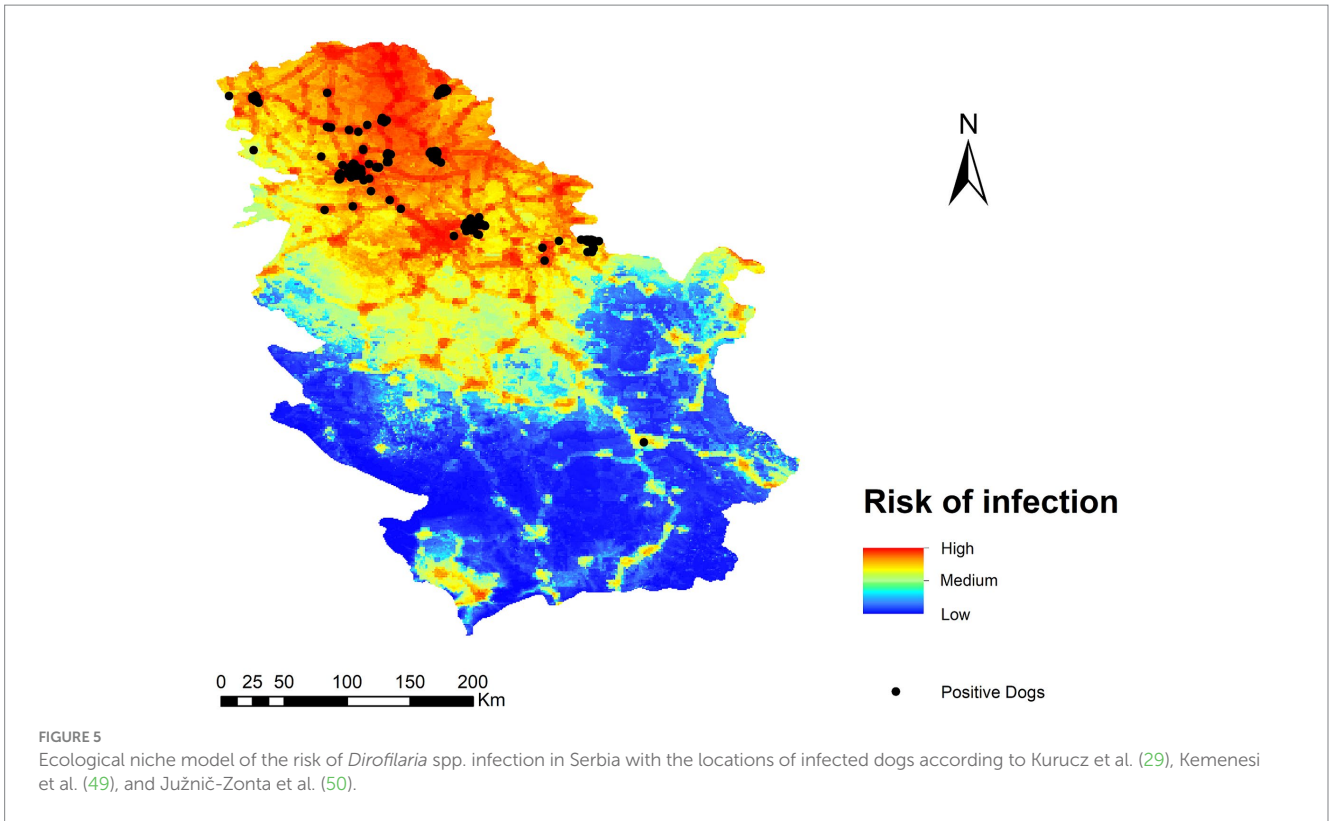 N
Risk of infection
High
Medium
Low
0 25 50 100 150 200
Km
Positive Dogs
FIGURE 5
Ecological niche model of the risk of Dirofilaria spp. infection in Serbia with the locations of infected dogs according to Kurucz et al. (29), Kemenesi
et al. (49), and Južnič-Zonta et al. (50).